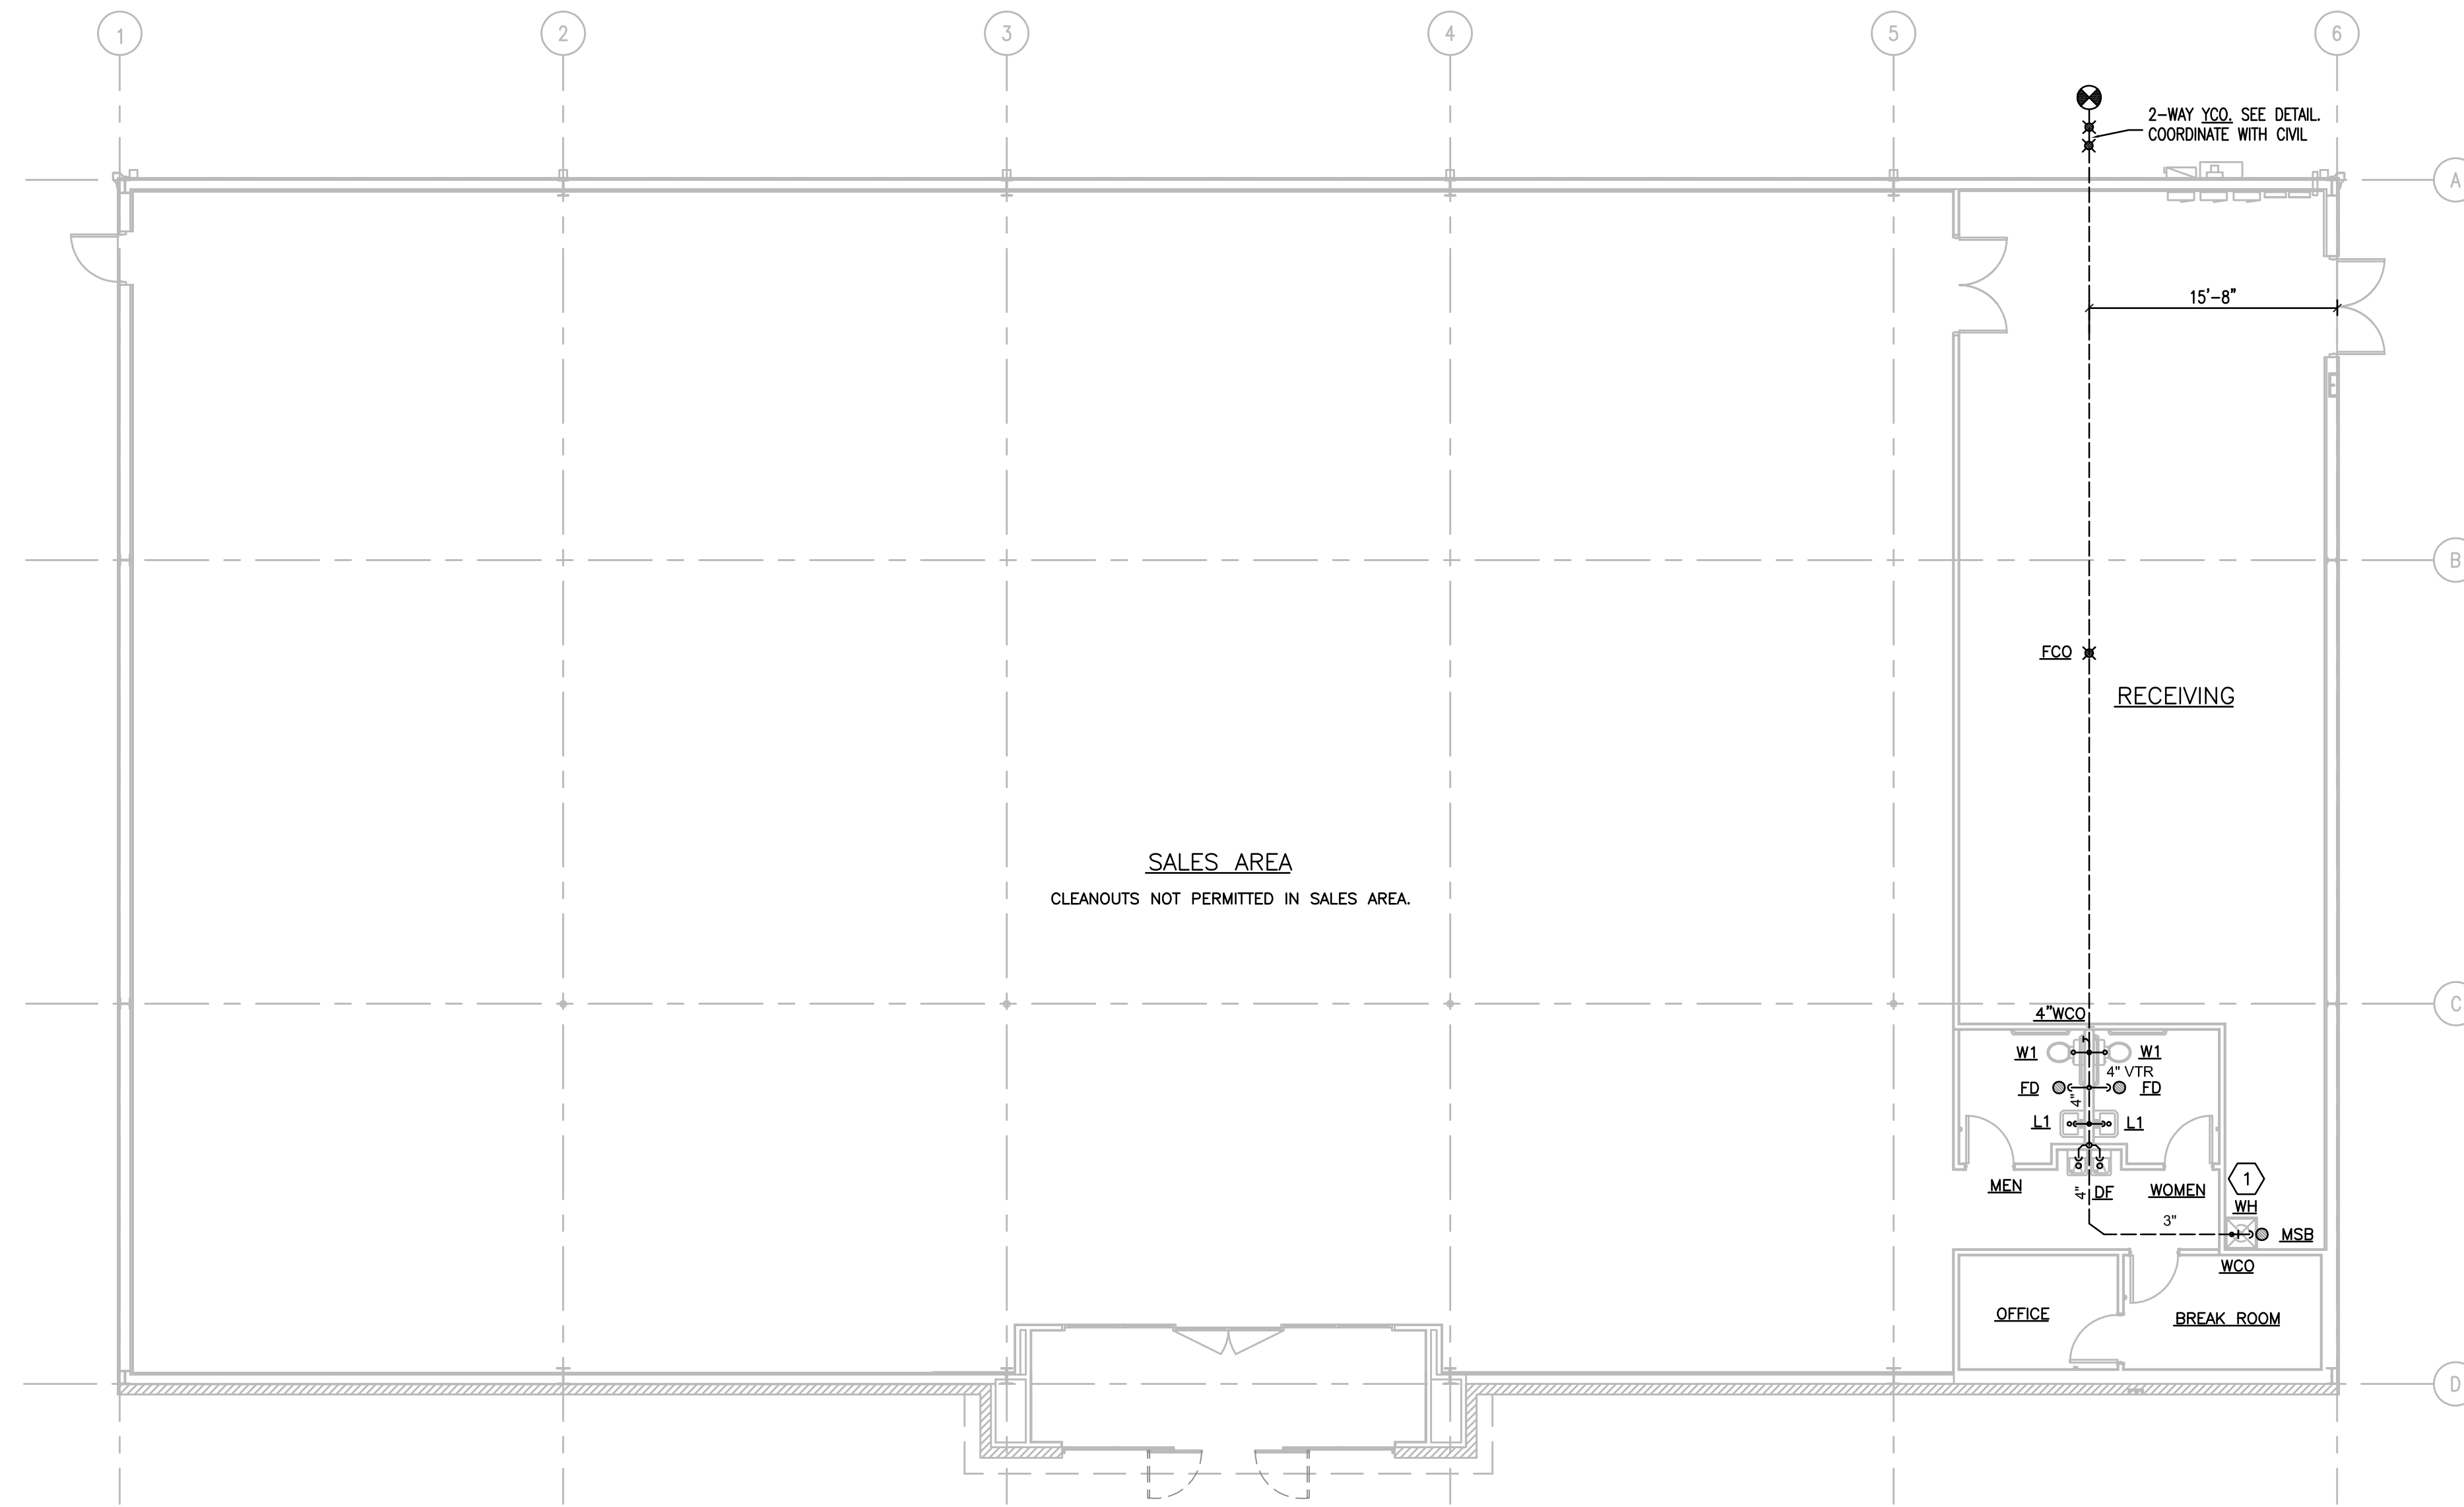 1
2
3
4
5
6
2-WAY YCO. SEE DETAIL.
COORDINATE WITH CIVIL
A
15'-8"
B
FCO
RECEIVING
SALES AREA
CLEANOUTS NOT PERMITTED IN SALES AREA.
C
4"WCO
W1
W1
4" VTR
FD
FD
4"
L1
L1
1
MEN
4"
DF
WOMEN
WH
3"
MSB
WCO
OFFICE
BREAK ROOM
D